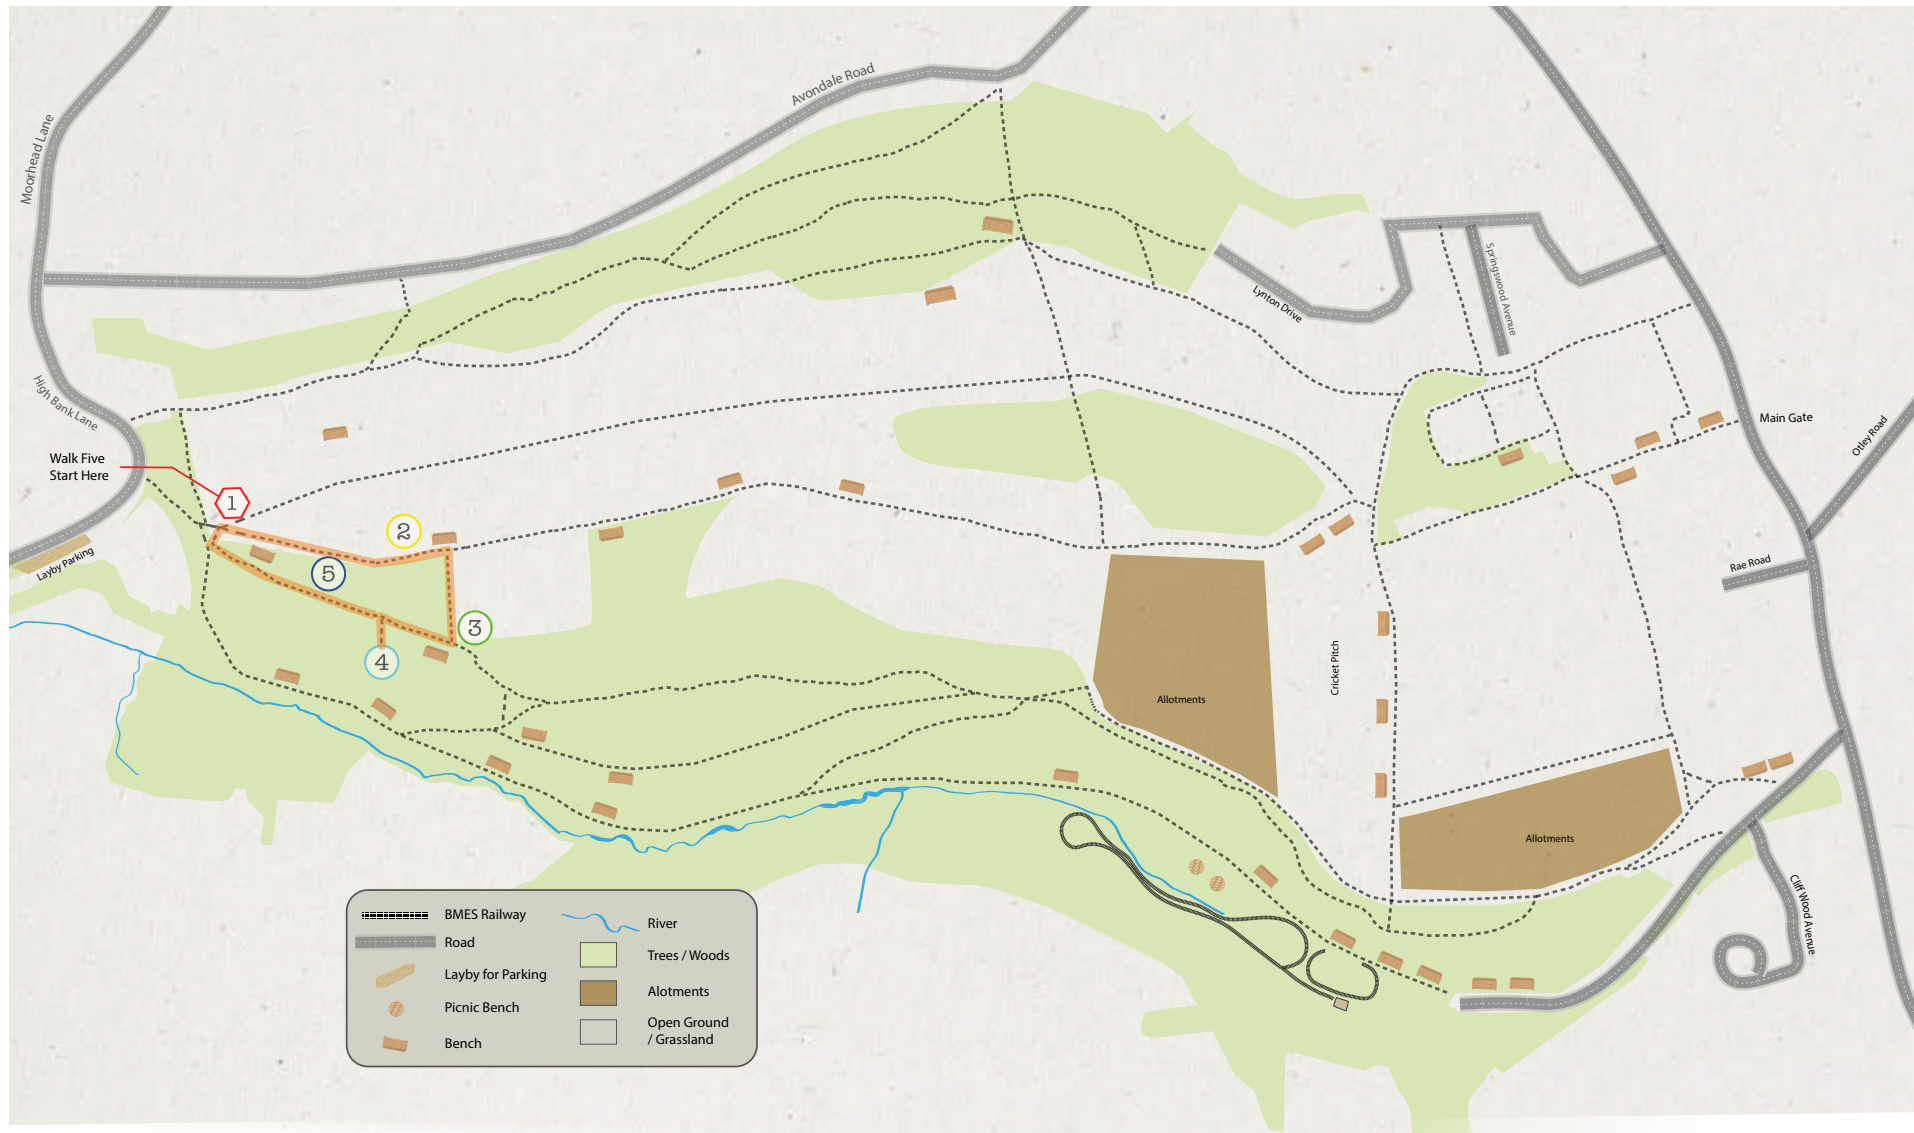 Moorhead Lane
Avondale Road
High Bank Lane
Walk Five
Start Here
Layby Parking
1
2
3
4
5
Lynton Drive
Springswood Avenue
Main Gate
Otley Road
Rae Road
Cricket Pitch
Allotments
Allotments
Cliff Wood Avenue
BMES Railway
Road
Layby for Parking
Picnic Bench
Bench
River
Trees / Woods
Alotments
Open Ground
/ Grassland